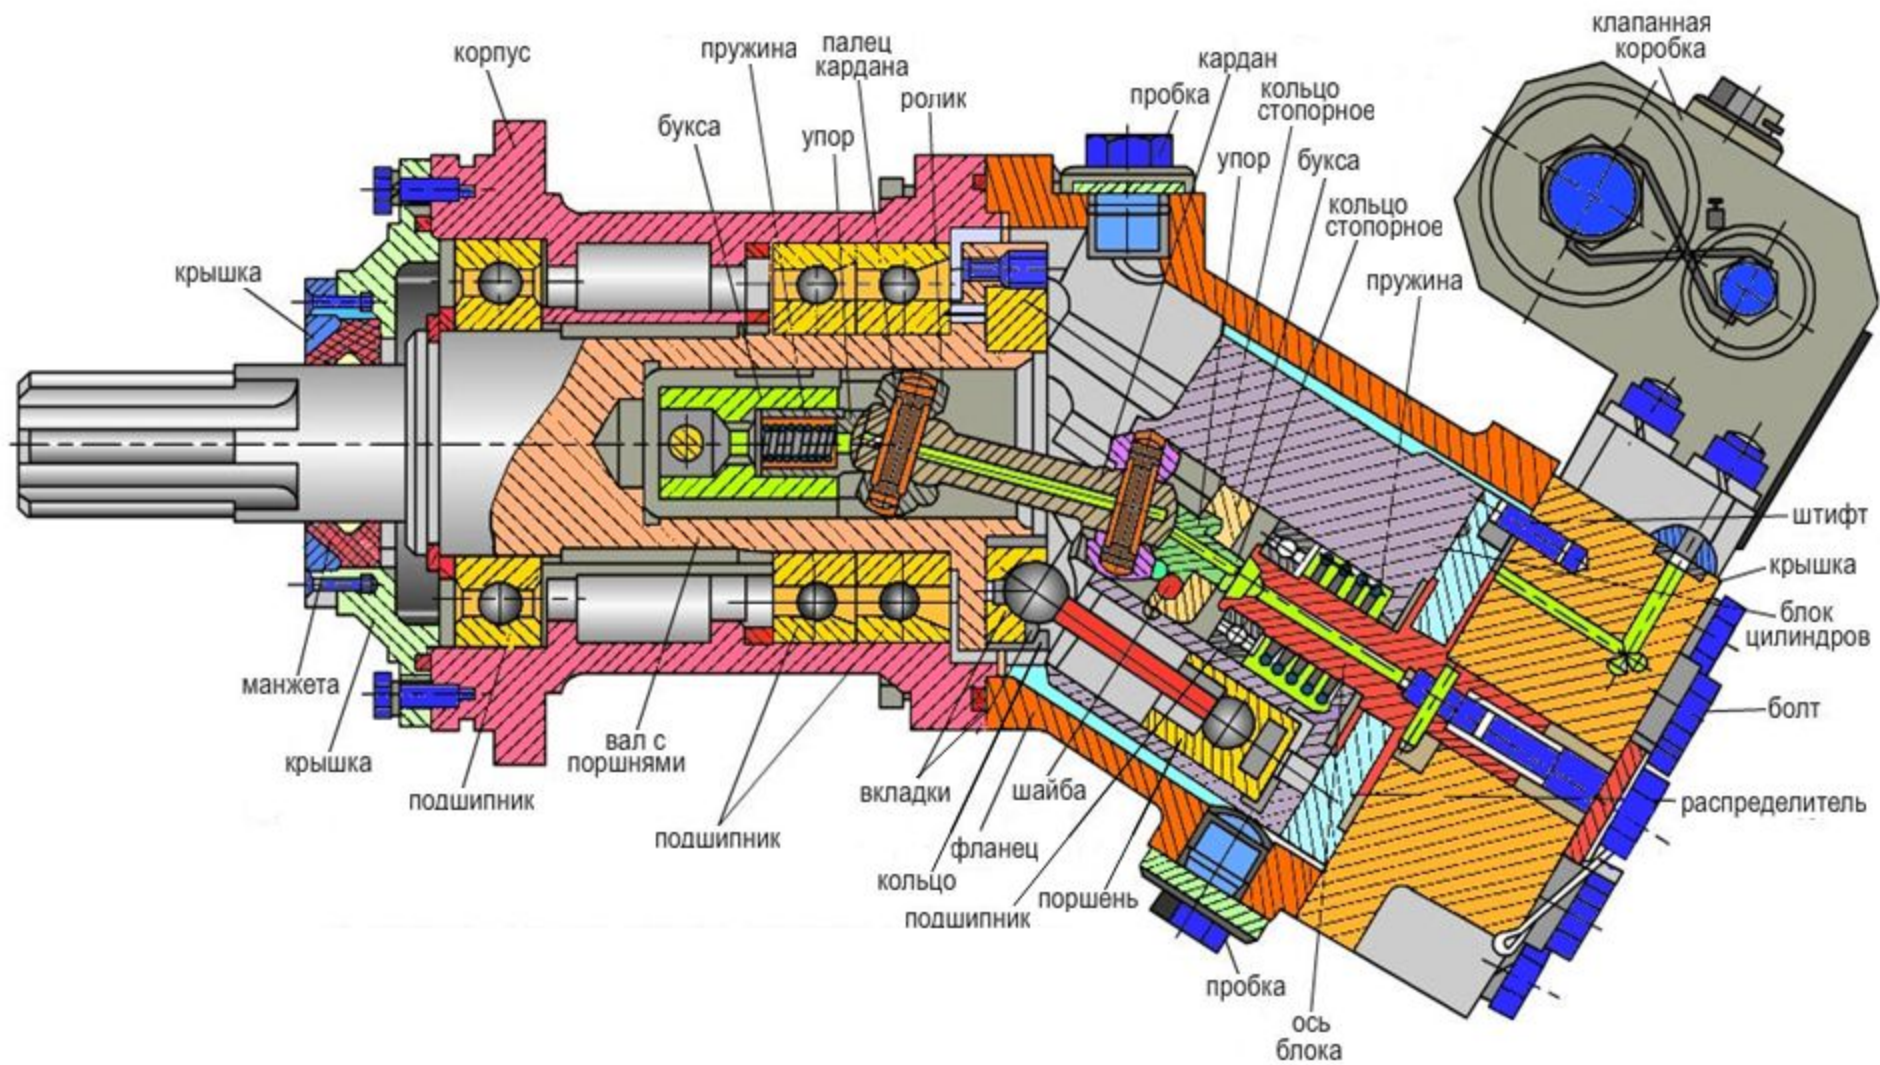 клапанная
коробка
корпус
пружина
палец
кардана
кардан
пробка
кольцо
стопорное
ролик
букса
упор
упор
букса
кольцо
стопорное
крышка
пружина
штифт
крышка
блок
цилиндров
манжета
болт
крышка
вал с
поршнями
подшипник
вкладки
шайба
распределитель
подшипник
фланец
кольцо
поршень
подшипник
пробка
ось
блока